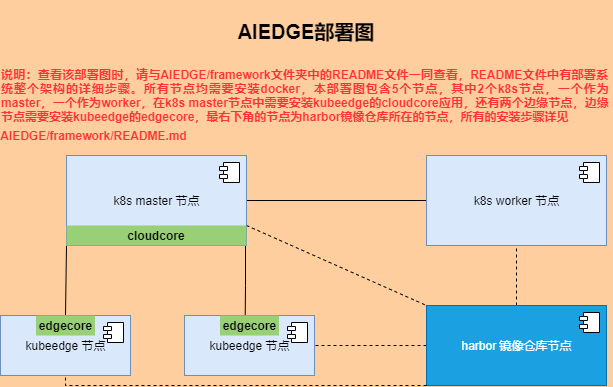 AIEDGE部署图
说明：查看该部署图时，请与AIEDGE/framework文件夹中的README文件一同查看，README文件中有部署系
统整个架构的详细步骤。所有节点均需要安装docker，本部署图包含5个节点，其中2个k8s节点，一个作为
master，一个作为worker，在k8s master节点中需要安装kubeedge的cloudcore应用，还有两个边缘节点，边缘
节点需要安装kubeedge的edgecore，最右下角的节点为harbor镜像仓库所在的节点，所有的安装步骤详见
AIEDGE/framework/README.md
k8s master 节点
k8s worker 节点
cloudcore
edgecore
edgecore
kubeedge 节点
kubeedge 节点
harbor 镜像仓库节点